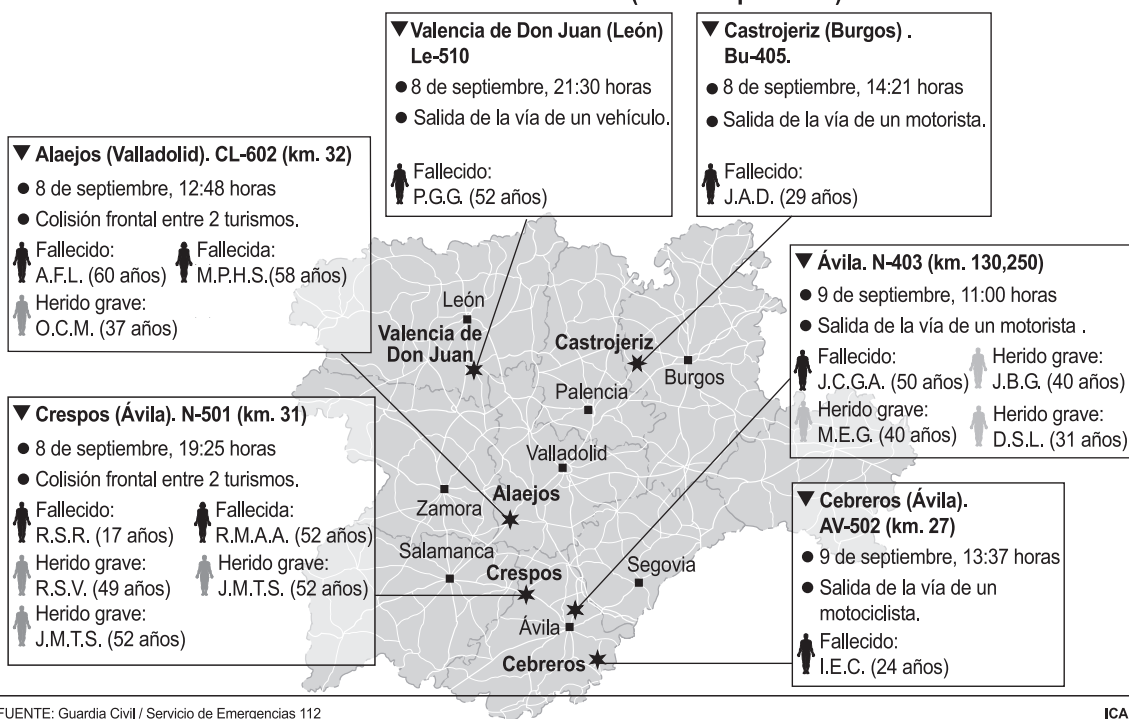 ▼ Valencia de Don Juan (León)
Le-510
● 8 de septiembre, 21:30 horas
● Salida de la vía de un vehículo.
Fallecido:
P.G.G. (52 años)
▼ Castrojeriz (Burgos) .
Bu-405.
● 8 de septiembre, 14:21 horas
● Salida de la vía de un motorista.
Fallecido:
J.A.D. (29 años)
▼ Alaejos (Valladolid). CL-602 (km. 32)
● 8 de septiembre, 12:48 horas
● Colisión frontal entre 2 turismos.
Fallecido:
A.F.L. (60 años)
Fallecida:
M.P.H.S.(58 años)
Herido grave:
O.C.M. (37 años)
▼ Ávila. N-403 (km. 130,250)
● 9 de septiembre, 11:00 horas
● Salida de la vía de un motorista .
Fallecido:
J.C.G.A. (50 años)
Herido grave:
J.B.G. (40 años)
Herido grave:
M.E.G. (40 años)
Herido grave:
D.S.L. (31 años)
▼ Crespos (Ávila). N-501 (km. 31)
● 8 de septiembre, 19:25 horas
● Colisión frontal entre 2 turismos.
Fallecido:
R.S.R. (17 años)
Fallecida:
R.M.A.A. (52 años)
Herido grave:
R.S.V. (49 años)
Herido grave:
J.M.T.S. (52 años)
Herido grave:
J.M.T.S. (52 años)
▼ Cebreros (Ávila).
AV-502 (km. 27)
● 9 de septiembre, 13:37 horas
● Salida de la vía de un
motociclista.
Fallecido:
I.E.C. (24 años)
León
Valencia de
Don Juan
Castrojeriz
Burgos
Palencia
Valladolid
Zamora
Alaejos
Salamanca
Crespos
Segovia
Ávila
Cebreros
FUENTE: Guardia Civil / Servicio de Emergencias 112
ICAL